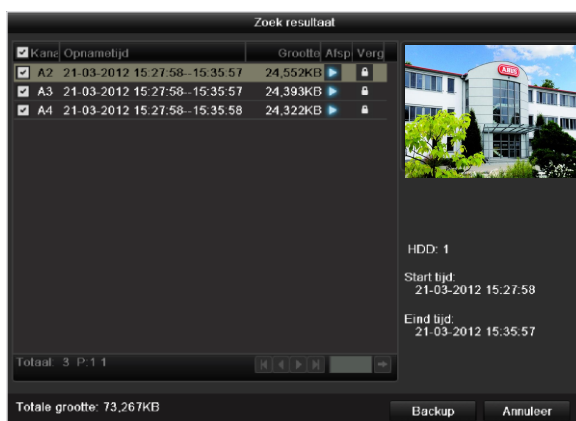 Zoek resultaat
Kana Opnametijd Grootte Afsp Verg
A2 21-03-2012 15:27:58--15:35:57 24,552KB
A3 21-03-2012 15:27:58--15:35:57 24,393KB
A4 21-03-2012 15:27:58--15:35:58 24,322KB
ABUS
HDD: 1
Start tijd:
21-03-2012 15:27:58
Eind tijd:
21-03-2012 15:35:57
Totaal: 3 P:1 1
Totale grootte: 73,267KB
Backup Annuleer